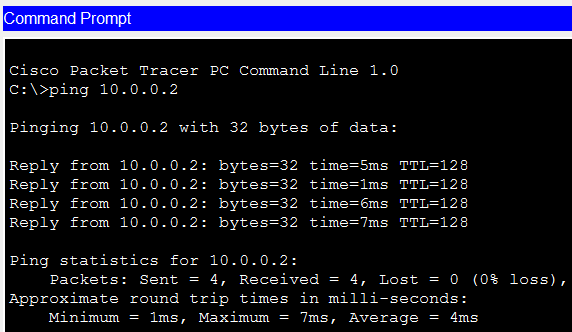 Command Prompt
Cisco Packet Tracer PC Command Line 1.0
C:\>ping 10.0.0.2
Pinging 10.0.0.2 with 32 bytes of data:
Reply from 10.0.0.2: bytes=32 time=5ms TTL=128
Reply from 10.0.0.2: bytes=32 time=1ms TTL=128
Reply from 10.0.0.2: bytes=32 time=6ms TTL=128
Reply from 10.0.0.2: bytes=32 time=7ms TTL=128
Ping statistics for 10.0.0.2:
Packets: Sent = 4, Received = 4, Lost = 0 (0% loss),
Approximate round trip times in milli-seconds:
Minimum = 1ms, Maximum = 7ms, Average = 4ms